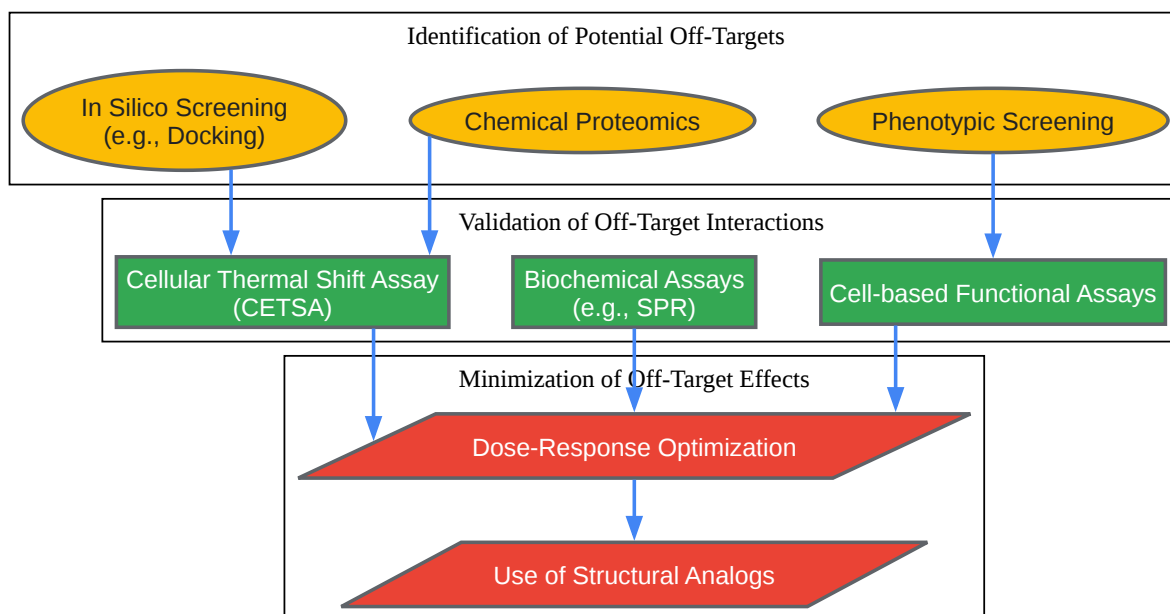 Identification of Potential Off-Targets
In Silico Screening
(e.g., Docking)
Chemical Proteomics
Phenotypic Screening
Validation of Off-Target Interactions
Cellular Thermal Shift Assay
(CETSA)
Biochemical Assays
(e.g., SPR)
Cell-based Functional Assays
Minimization of Off-Target Effects
Dose-Response Optimization
Use of Structural Analogs